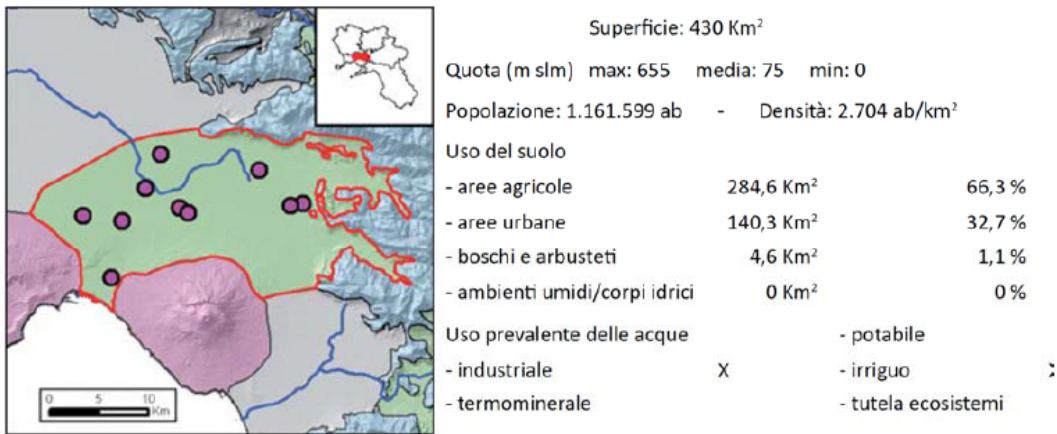 Superficie: 430 Km²
Quota (m slm) max: 655 media: 75 min: 0
Popolazione: 1.161.599 ab - Densità: 2.704 ab/km²
Uso del suolo
- aree agricole 284,6 Km² 66,3 %
- aree urbane 140,3 Km² 32,7 %
- boschi e arbusteti 4,6 Km² 1,1 %
- ambienti umidi/corpi idrici 0 Km² 0 %
Uso prevalente delle acque - potabile
- industriale X - irriguo
- termominerale - tutela ecosistemi
0 5 10
Km